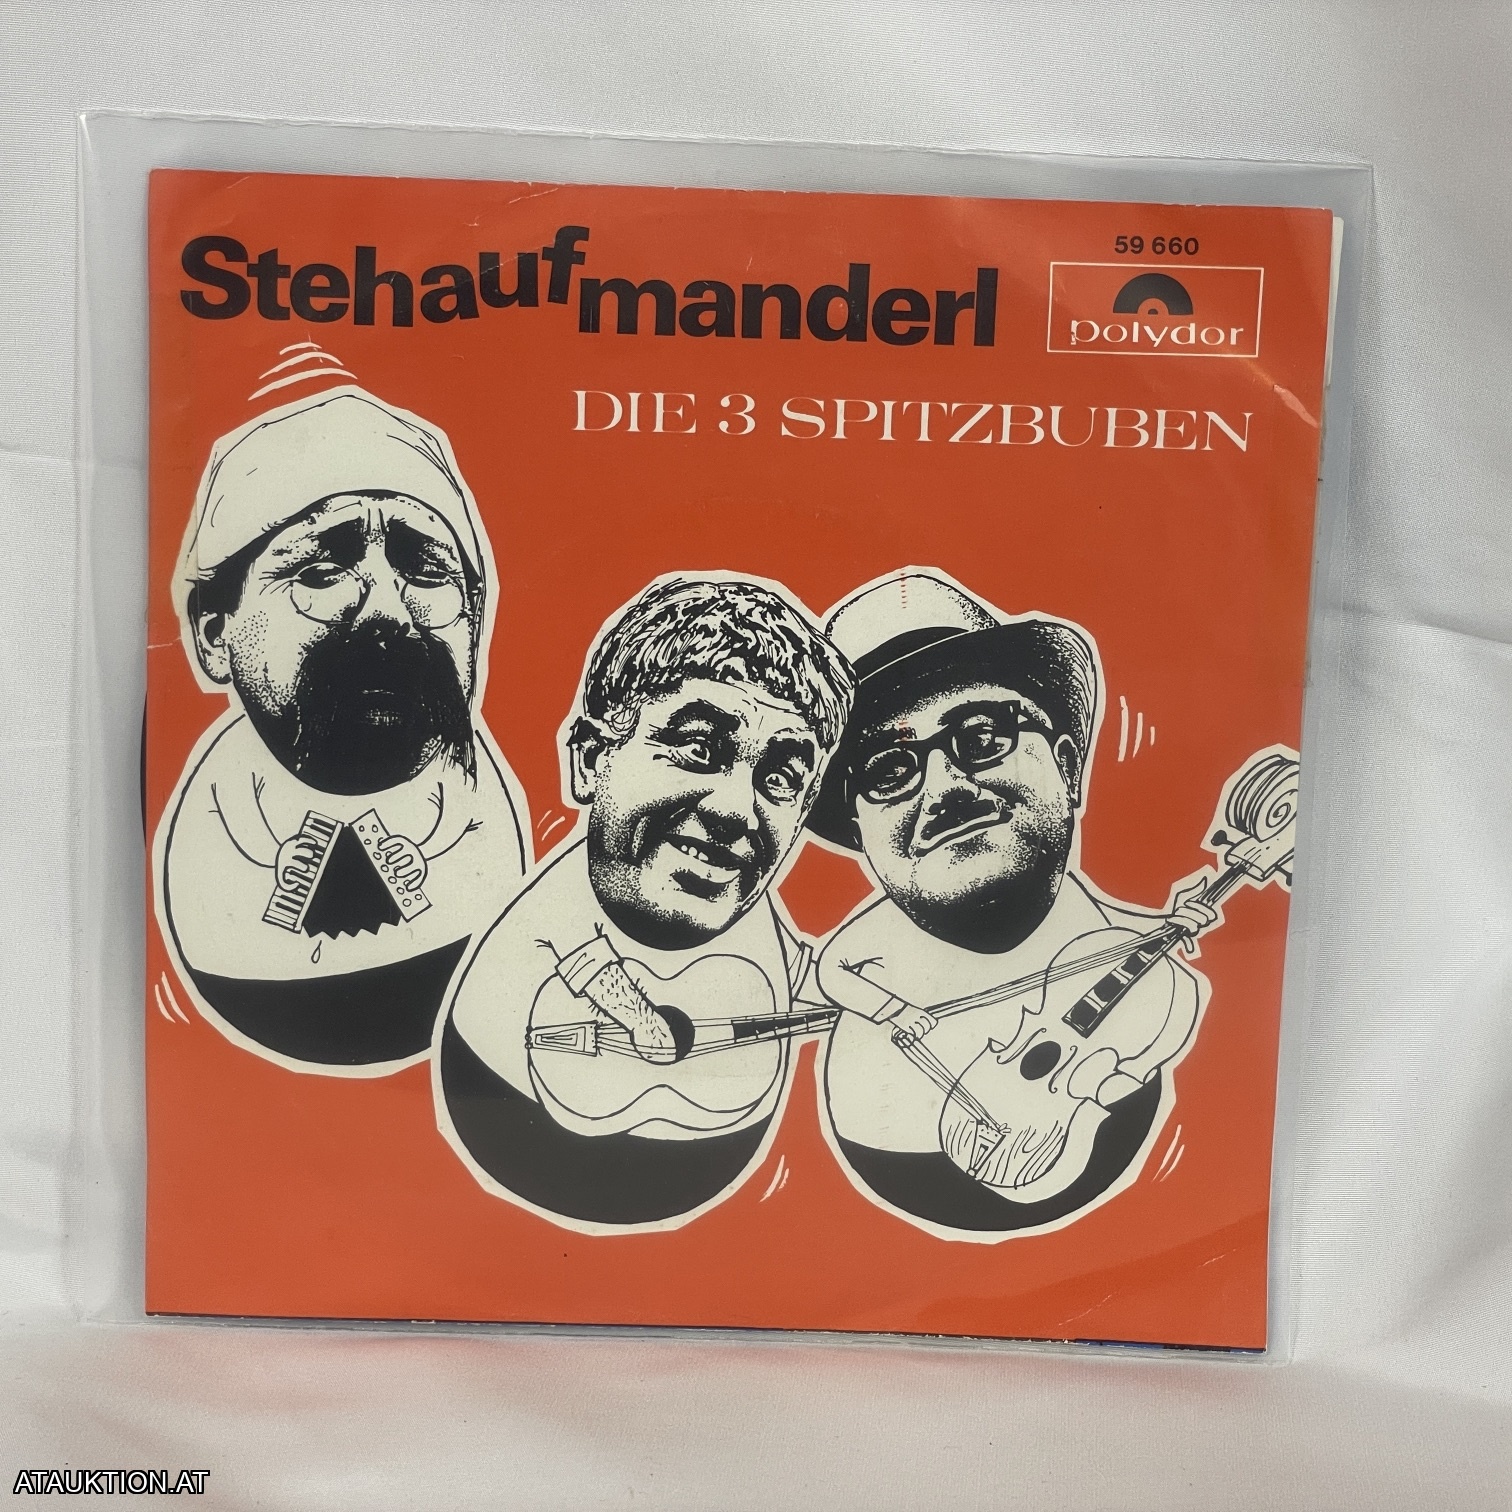 Stehaufmanderl
59 660
polydor
DIE 3 SPITZBUBEN
ATAUKTION.AT